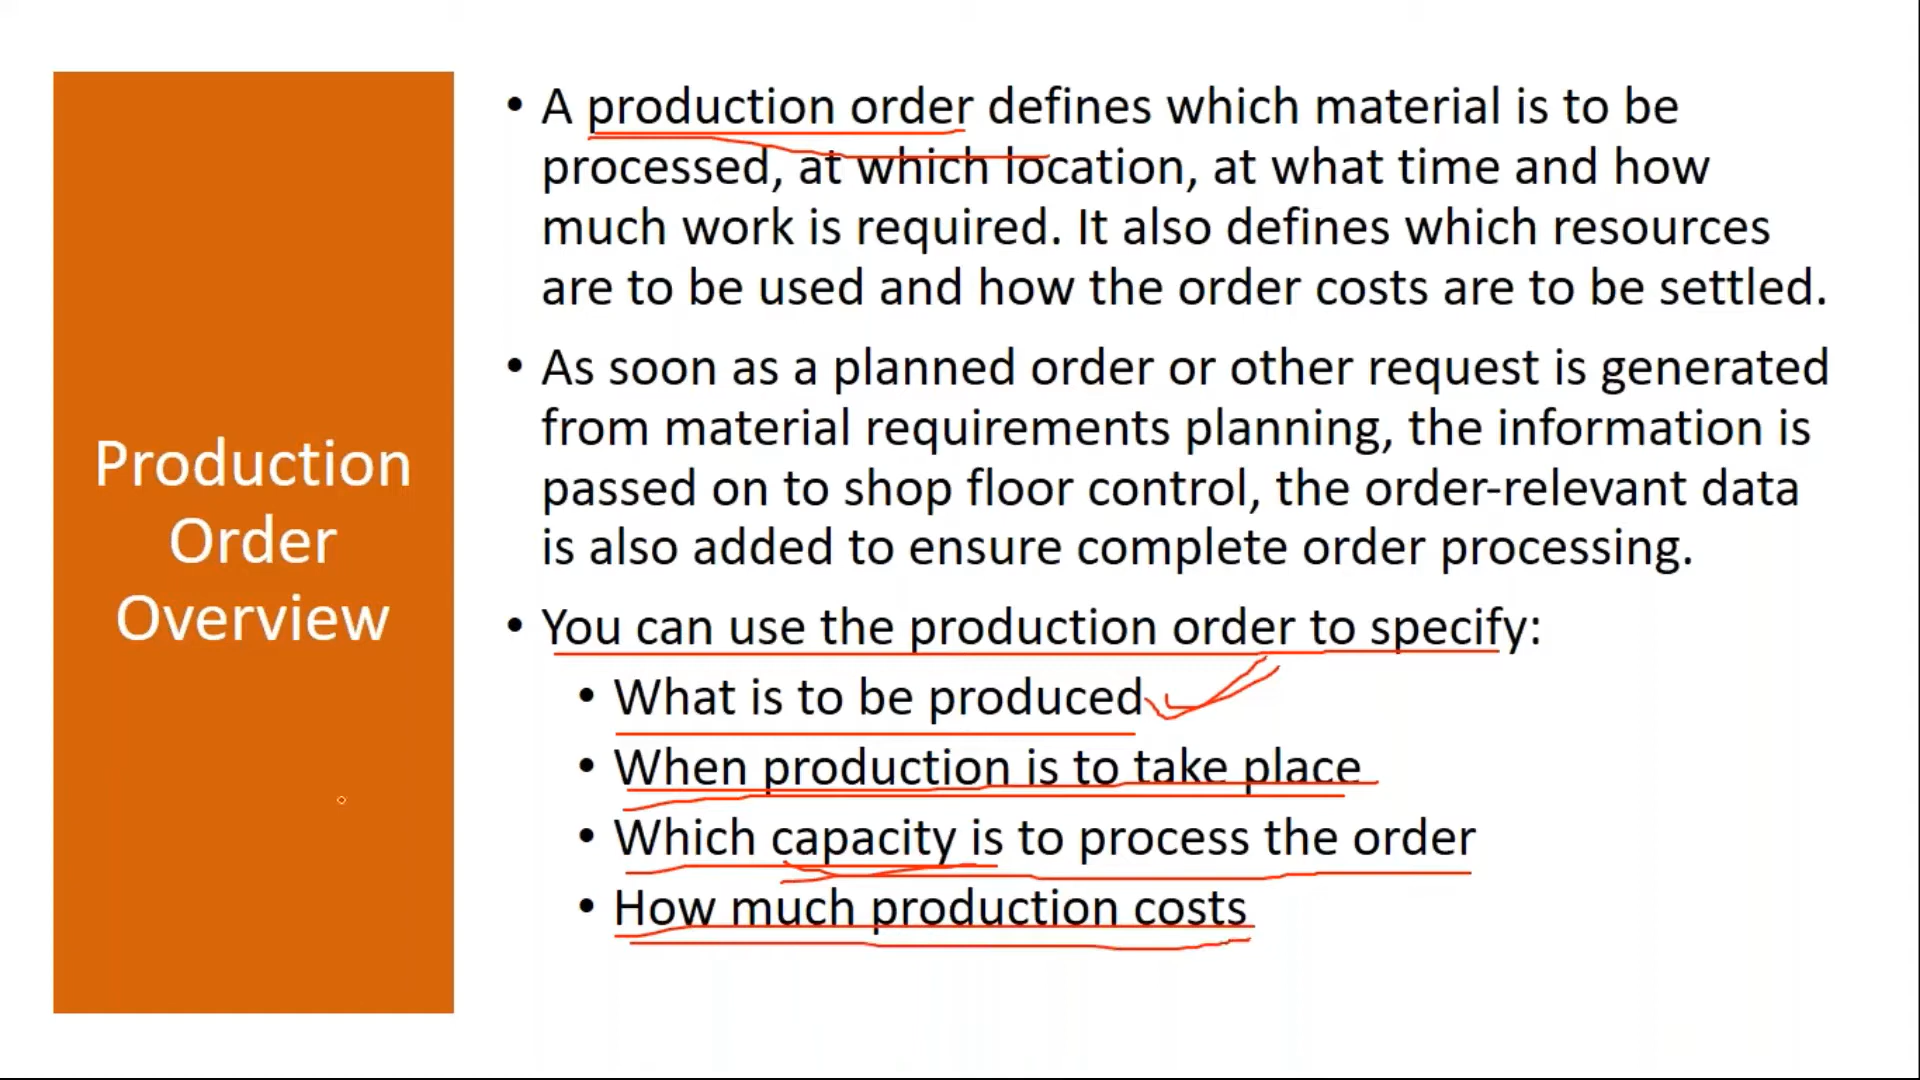 Production
Order
Overview
• A production order defines which material is to be
processed, at which location, at what time and how
much work is required. It also defines which resources
are to be used and how the order costs are to be settled.
• As soon as a planned order or other request is generated
from material requirements planning, the information is
passed on to shop floor control, the order-relevant data
is also added to ensure complete order processing.
• You can use the production order to specify:
• What is to be produced
• When production is to take place
• Which capacity is to process the order
• How much production costs